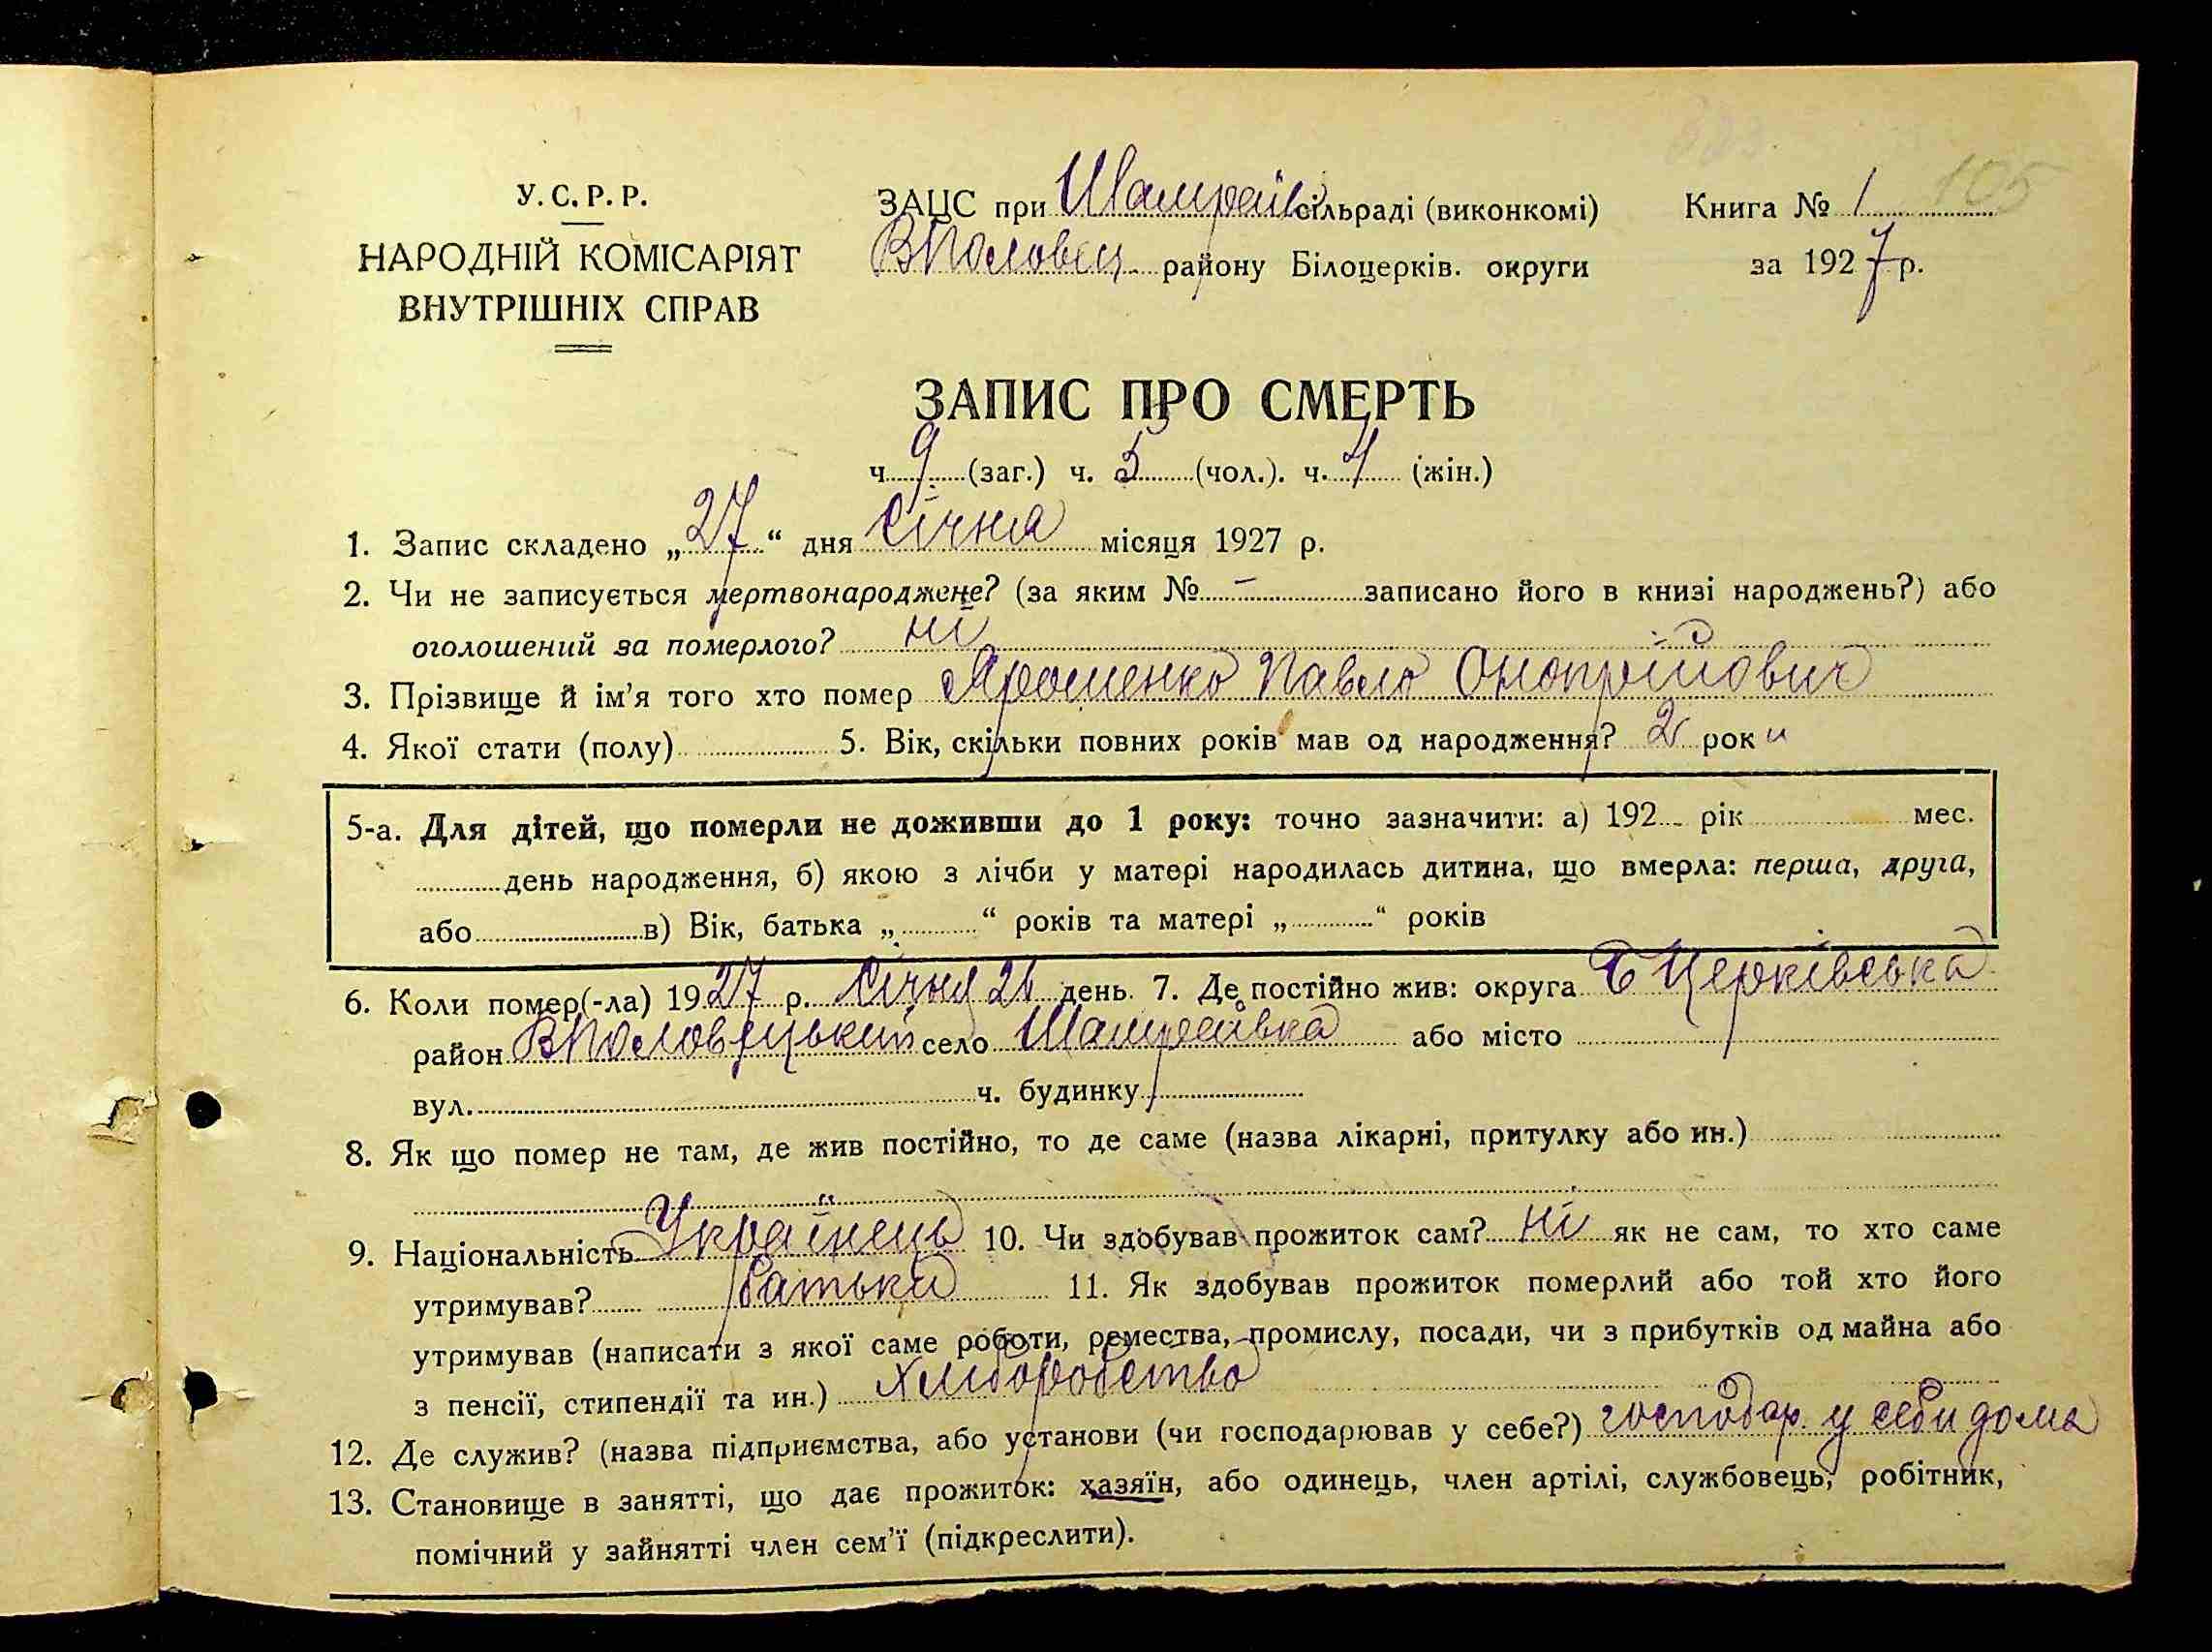 105
У.С.Р.Р.
НАРОДНІЙ КОМІСАРІЯТ
ВНУТРІШНІХ СПРАВ
ЗАЦС при Шамраїв сільраді (виконкомі)
ВПоловец. району Білоцерків. округи
Книга № 1
за 1927 р.
ЗАПИС ПРО СМЕРТЬ
ч. 9 (заг.) ч. 5 (чол.). ч. 4 (жін.)
1. Запис складено „27“ дня січня місяця 1927 р.
2. Чи не записується мертвонароджене? (за яким № — записано його в книзі народжень?) або
оголошений за померлого? ні
3. Прізвище й ім'я того хто помер Ярошенко Павло Онопрійович
4. Якої стати (полу) 5. Вік, скільки повних років мав од народження? 2 роки
5-а. Для дітей, що померли не доживши до 1 року: точно зазначити: а) 192 рік мес.
день народження, б) якою з лічби у матері народилась дитина, що вмерла: перша, друга,
або в) Вік, батька „ “ років та матері „ “ років
6. Коли помер(-ла) 1927 р. Січня 26 день. 7. Де постійно жив: округа Б Церківська
район ВПоловецький село Шамраївка або місто
вул. ч. будинку
8. Як що помер не там, де жив постійно, то де саме (назва лікарні, притулку або ин.)
9. Національність Українець 10. Чи здобував прожиток сам? ні як не сам, то хто саме
утримував? батько 11. Як здобував прожиток померлий або той хто його
утримував (написати з якої саме роботи, ремества, промислу, посади, чи з прибутків од майна або
з пенсії, стипендії та ин.) хліборобство
12. Де служив? (назва підприємства, або установи (чи господарював у себе?) господар. у себи дома
13. Становище в занятті, що дає прожиток: хазяїн, або одинець, член артілі, службовець, робітник,
помічний у зайнятті член сем'ї (підкреслити).